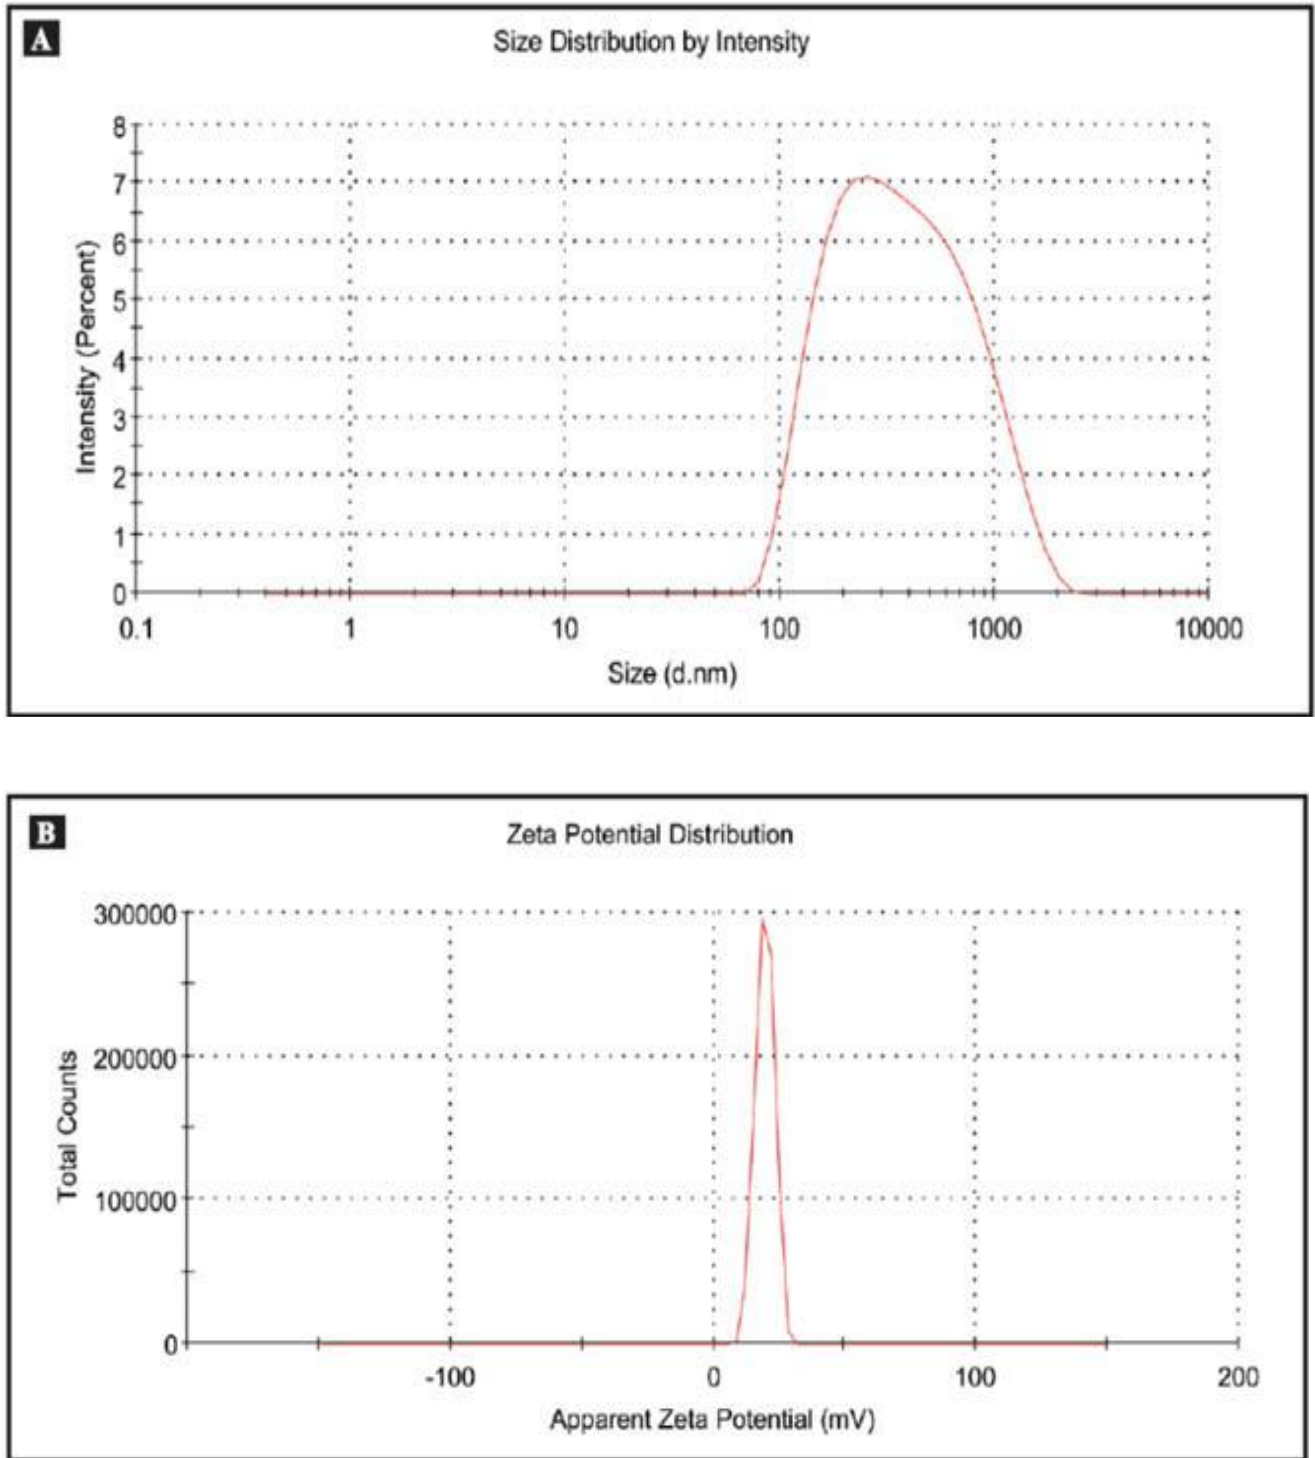 A
Size Distribution by Intensity
8
7
6
5
4
3
2
1
0
Intensity (Percent)
0.1 1 10 100 1000 10000
Size (d.nm)
B
Zeta Potential Distribution
300000
200000
100000
0
Total Counts
-100 0 100 200
Apparent Zeta Potential (mV)